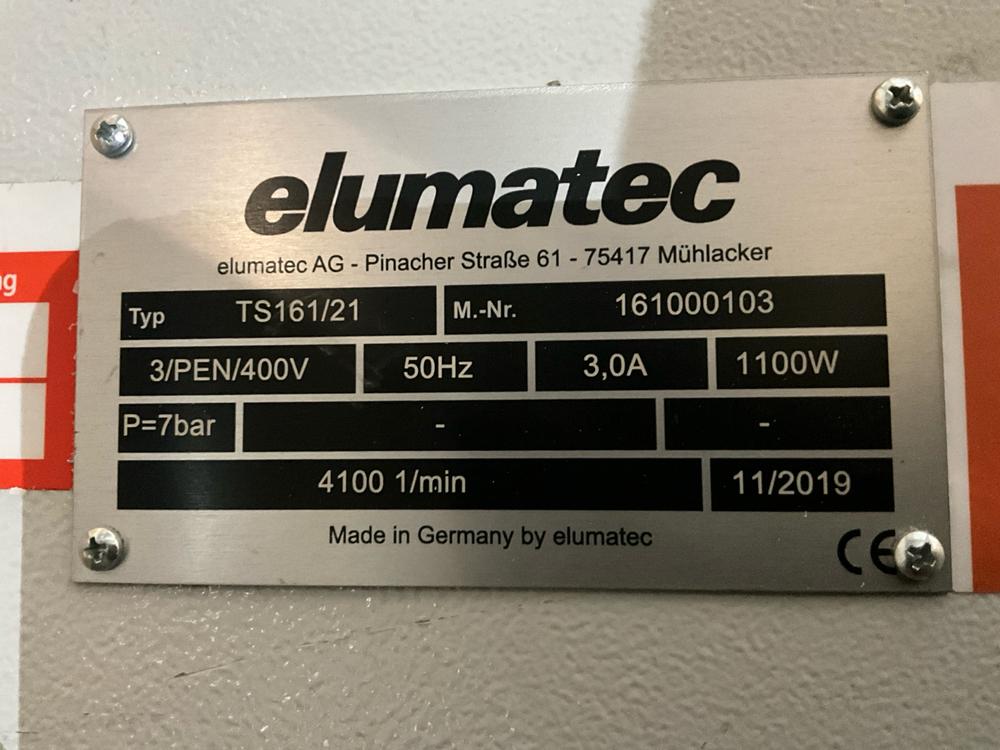 elumatec
elumatec AG - Pinacher Straße 61 - 75417 Mühlacker
Typ TS161/21 M.-Nr. 161000103
3/PEN/400V 50Hz 3,0A 1100W
P=7bar - -
4100 1/min 11/2019
Made in Germany by elumatec
CE